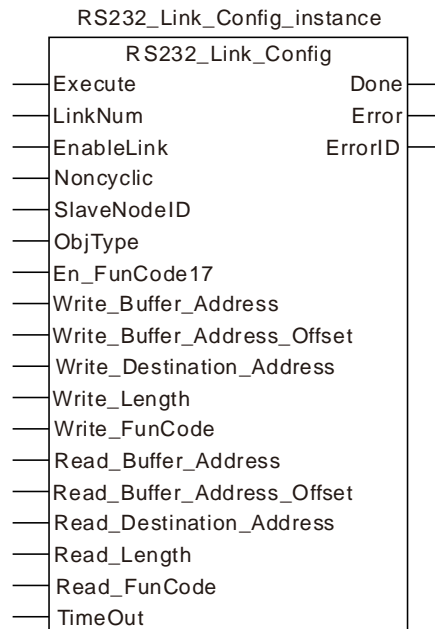 RS232_Link_Config_instance
RS232_Link_Config
Execute Done
LinkNum Error
EnableLink ErrorID
Noncyclic
SlaveNodeID
ObjType
En_FunCode17
Write_Buffer_Address
Write_Buffer_Address_Offset
Write_Destination_Address
Write_Length
Write_FunCode
Read_Buffer_Address
Read_Buffer_Address_Offset
Read_Destination_Address
Read_Length
Read_FunCode
TimeOut